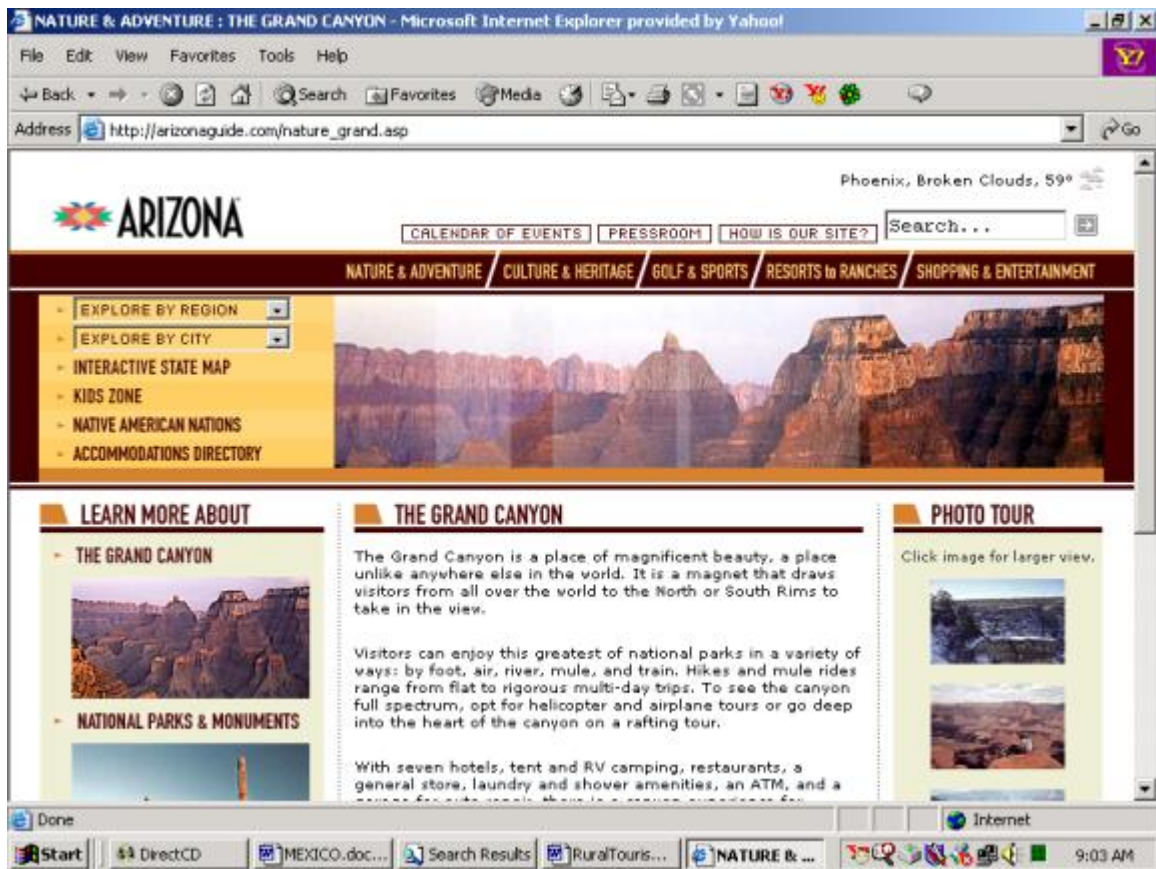 NATURE & ADVENTURE : THE GRAND CANYON - Microsoft Internet Explorer provided by Yahoo!
File Edit View Favorites Tools Help
Back Search Favorites Media
Address http://arizonaguide.com/nature_grand.asp Go
Phoenix, Broken Clouds, 59°
ARIZONA
CALENDAR OF EVENTS PRESSROOM HOW IS OUR SITE? Search...
NATURE & ADVENTURE / CULTURE & HERITAGE / GOLF & SPORTS / RESORTS to RANCHES / SHOPPING & ENTERTAINMENT
EXPLORE BY REGION
EXPLORE BY CITY
INTERACTIVE STATE MAP
KIDS ZONE
NATIVE AMERICAN NATIONS
ACCOMMODATIONS DIRECTORY
LEARN MORE ABOUT
THE GRAND CANYON
NATIONAL PARKS & MONUMENTS
THE GRAND CANYON
The Grand Canyon is a place of magnificent beauty, a place
unlike anywhere else in the world. It is a magnet that draws
visitors from all over the world to the North or South Rims to
take in the view.
Visitors can enjoy this greatest of national parks in a variety of
ways: by foot, air, river, mule, and train. Hikes and mule rides
range from flat to rigorous multi-day trips. To see the canyon
full spectrum, opt for helicopter and airplane tours or go deep
into the heart of the canyon on a rafting tour.
With seven hotels, tent and RV camping, restaurants, a
general store, laundry and shower amenities, an ATM, and a
PHOTO TOUR
Click image for larger view.
Done Internet
Start DirectCD MEXICO.doc... Search Results RuralTouris... NATURE & ... 9:03 AM